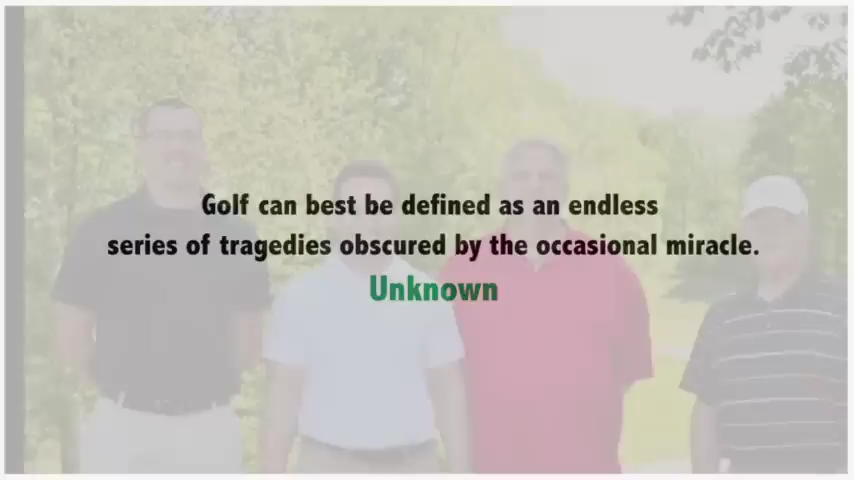 Golf can best be defined as an endless
series of tragedies obscured by the occasional miracle.
Unknown